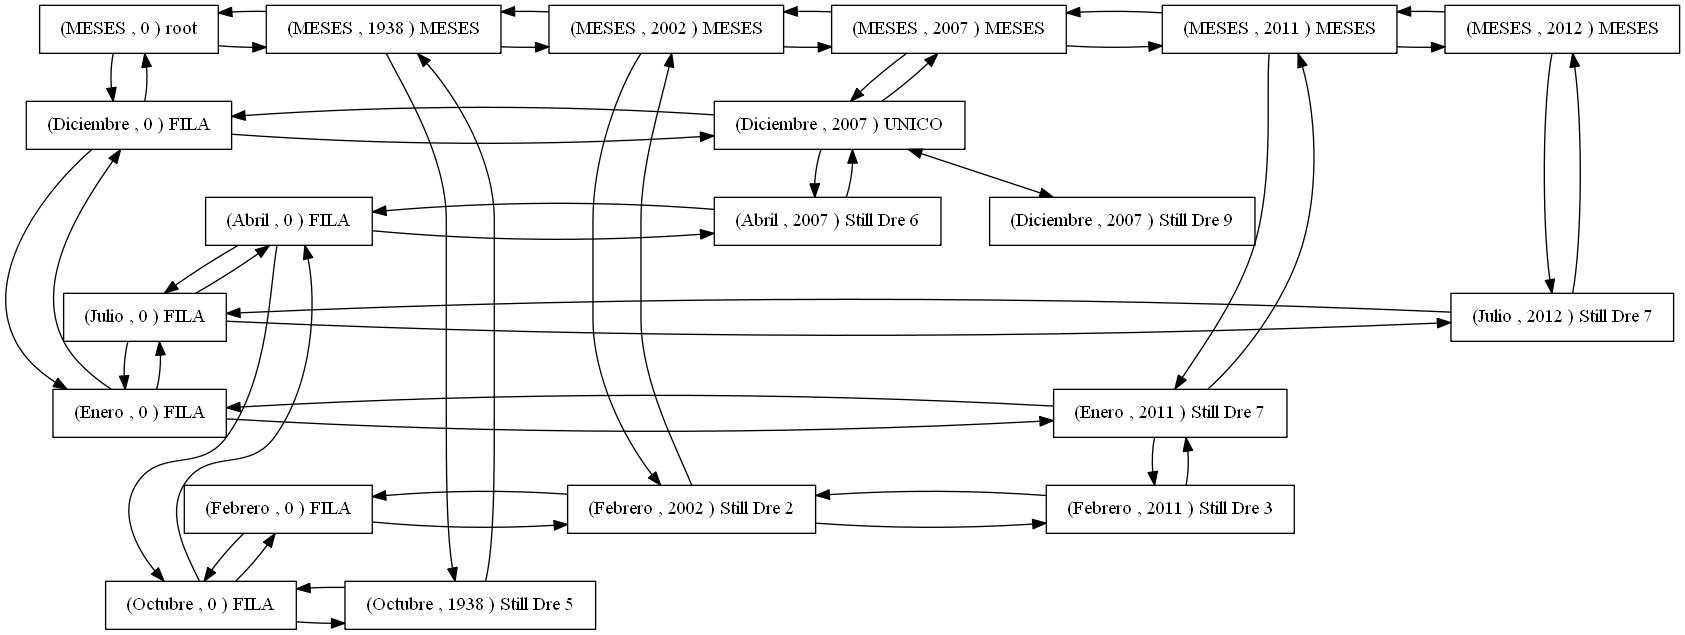 (MESES , 0 ) root
(MESES , 1938 ) MESES
(MESES , 2002 ) MESES
(MESES , 2007 ) MESES
(MESES , 2011 ) MESES
(MESES , 2012 ) MESES
(Diciembre , 0 ) FILA
(Diciembre , 2007 ) UNICO
(Abril , 0 ) FILA
(Abril , 2007 ) Still Dre 6
(Diciembre , 2007 ) Still Dre 9
(Julio , 0 ) FILA
(Julio , 2012 ) Still Dre 7
(Enero , 0 ) FILA
(Enero , 2011 ) Still Dre 7
(Febrero , 0 ) FILA
(Febrero , 2002 ) Still Dre 2
(Febrero , 2011 ) Still Dre 3
(Octubre , 0 ) FILA
(Octubre , 1938 ) Still Dre 5